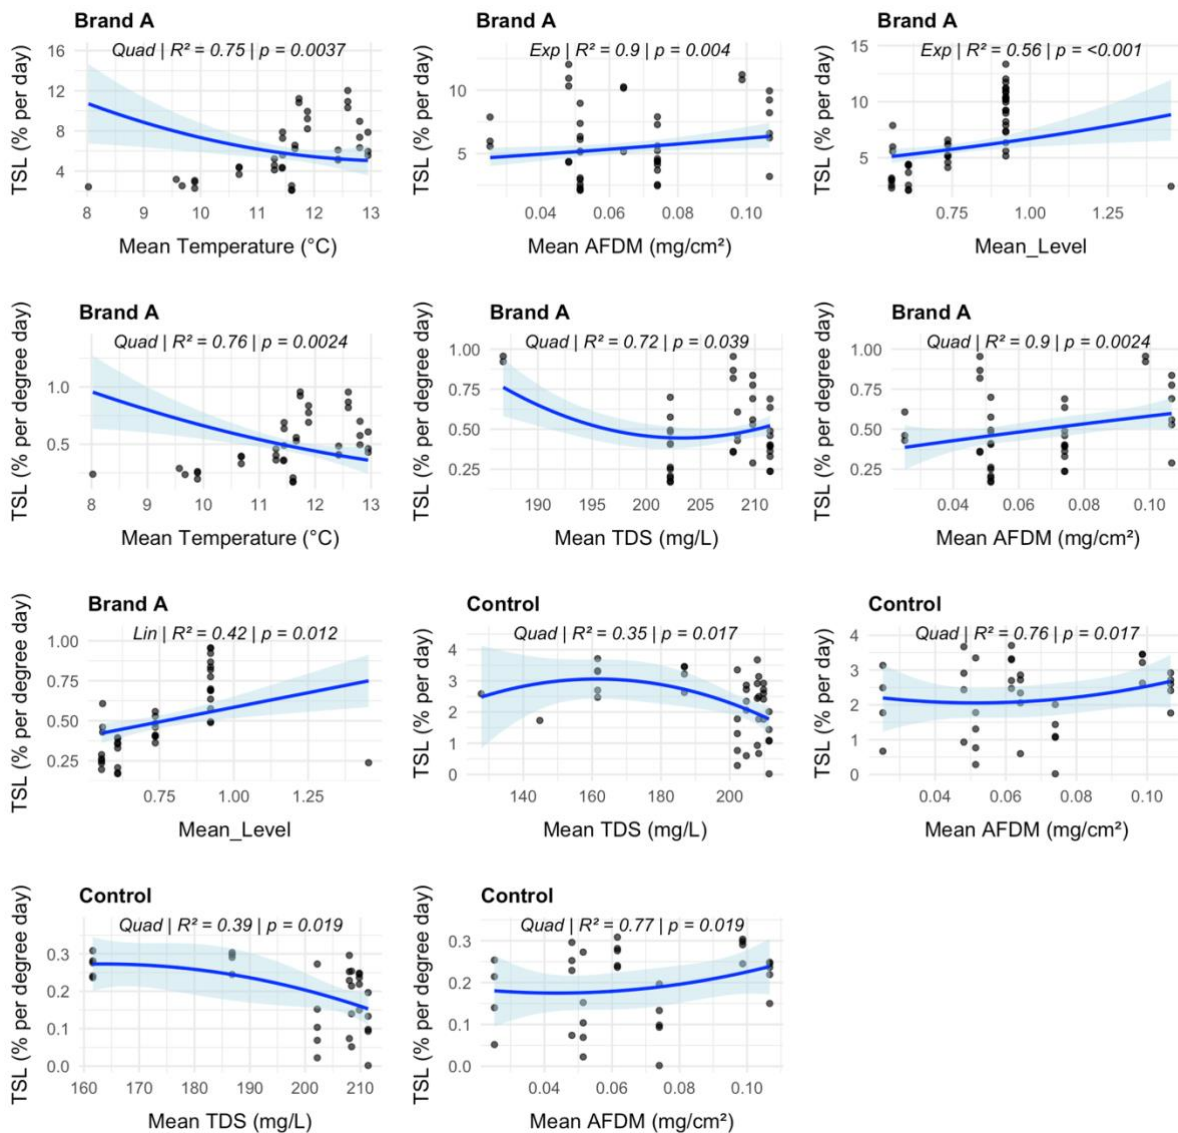 Brand A
Quad | R² = 0.75 | p = 0.0037
TSL (% per day)
16
12
8
4
8
9
10
11
12
13
Mean Temperature (°C)
Brand A
Exp | R² = 0.9 | p = 0.004
TSL (% per day)
10
5
0.04
0.06
0.08
0.10
Mean AFDM (mg/cm²)
Brand A
Exp | R² = 0.56 | p = <0.001
TSL (% per day)
15
10
5
0.75
1.00
1.25
Mean_Level
Brand A
Quad | R² = 0.76 | p = 0.0024
TSL (% per degree day)
1.0
0.5
8
9
10
11
12
13
Mean Temperature (°C)
Brand A
Quad | R² = 0.72 | p = 0.039
TSL (% per degree day)
1.00
0.75
0.50
0.25
190
195
200
205
210
Mean TDS (mg/L)
Brand A
Quad | R² = 0.9 | p = 0.0024
TSL (% per degree day)
1.00
0.75
0.50
0.25
0.04
0.06
0.08
0.10
Mean AFDM (mg/cm²)
Brand A
Lin | R² = 0.42 | p = 0.012
TSL (% per degree day)
1.00
0.75
0.50
0.25
0.75
1.00
1.25
Mean_Level
Control
Quad | R² = 0.35 | p = 0.017
TSL (% per day)
4
3
2
1
0
140
160
180
200
Mean TDS (mg/L)
Control
Quad | R² = 0.76 | p = 0.017
TSL (% per day)
4
3
2
1
0
0.04
0.06
0.08
0.10
Mean AFDM (mg/cm²)
Control
Quad | R² = 0.39 | p = 0.019
TSL (% per degree day)
0.3
0.2
0.1
0.0
160
170
180
190
200
210
Mean TDS (mg/L)
Control
Quad | R² = 0.77 | p = 0.019
TSL (% per degree day)
0.3
0.2
0.1
0.0
0.04
0.06
0.08
0.10
Mean AFDM (mg/cm²)